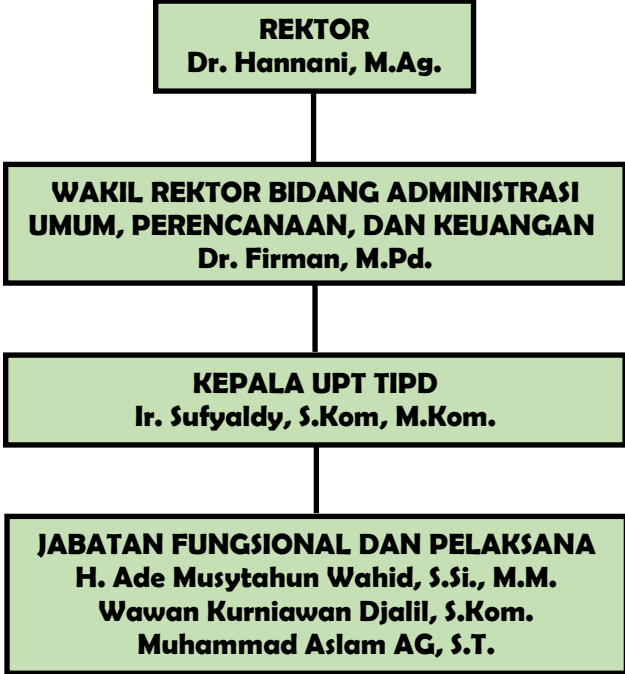 REKTOR
Dr. Hannani, M.Ag.
WAKIL REKTOR BIDANG ADMINISTRASI
UMUM, PERENCANAAN, DAN KEUANGAN
Dr. Firman, M.Pd.
KEPALA UPT TIPD
Ir. Sufyaldy, S.Kom, M.Kom.
JABATAN FUNGSIONAL DAN PELAKSANA
H. Ade Musytahun Wahid, S.Si., M.M.
Wawan Kurniawan Djalil, S.Kom.
Muhammad Aslam AG, S.T.